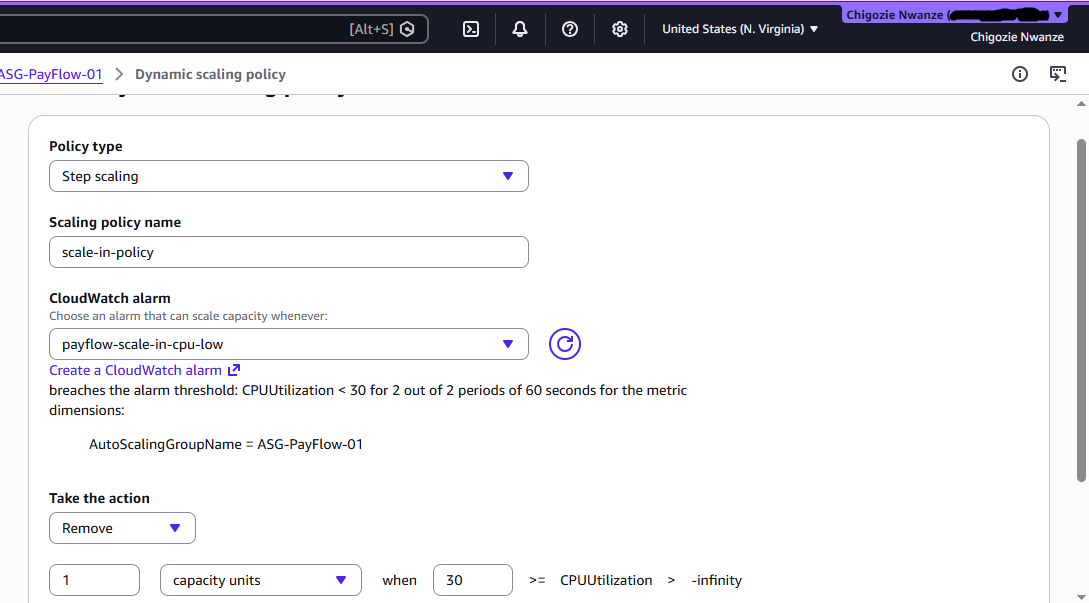 [Alt+S]
United States (N. Virginia)
Chigozie Nwanze (
Chigozie Nwanze
ASG-PayFlow-01 > Dynamic scaling policy
Policy type
Step scaling
Scaling policy name
scale-in-policy
CloudWatch alarm
Choose an alarm that can scale capacity whenever:
payflow-scale-in-cpu-low
Create a CloudWatch alarm
breaches the alarm threshold: CPUUtilization < 30 for 2 out of 2 periods of 60 seconds for the metric
dimensions:
AutoScalingGroupName = ASG-PayFlow-01
Take the action
Remove
1 capacity units when 30 >= CPUUtilization > -infinity